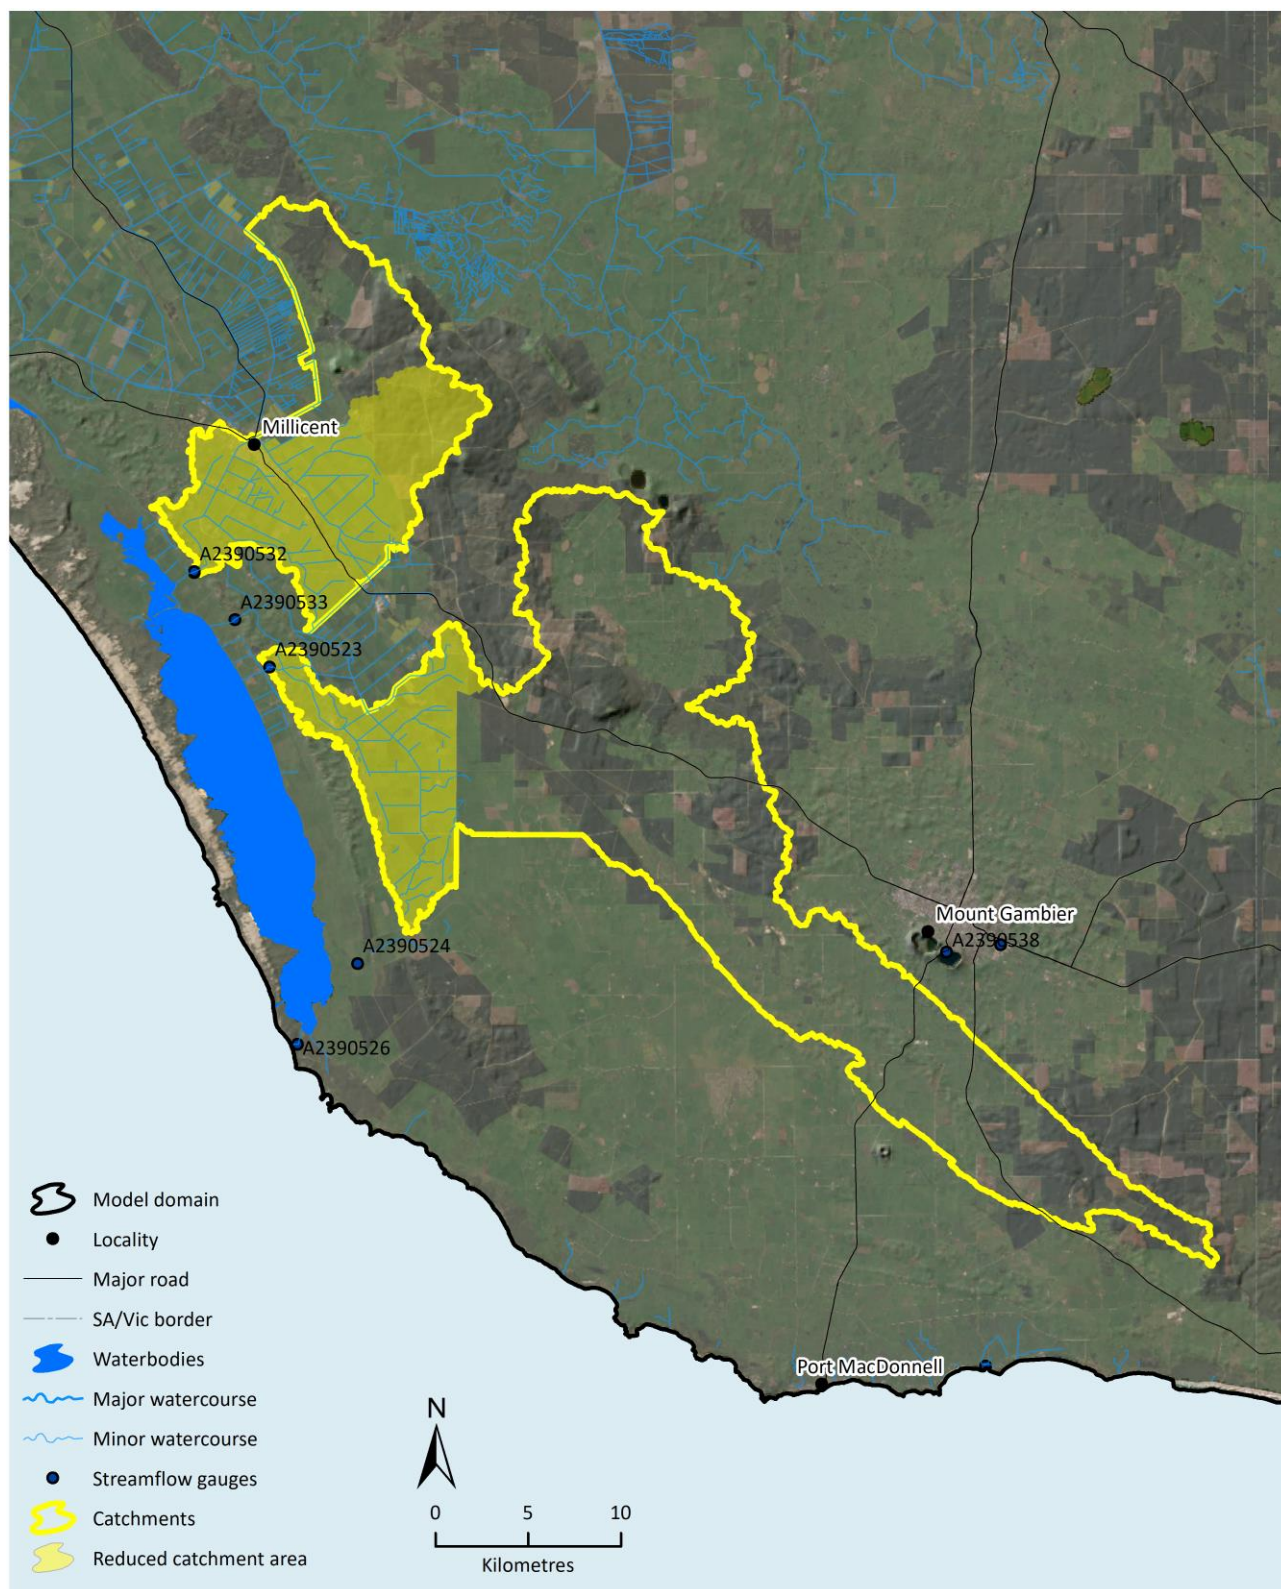 Millicent
A2390532
A2390533
A2390523
Mount Gambier
A2390538
A2390524
A2390526
Port MacDonnell
Model domain
Locality
Major road
SA/Vic border
Waterbodies
Major watercourse
Minor watercourse
Streamflow gauges
Catchments
Reduced catchment area
N
0 5 10
Kilometres